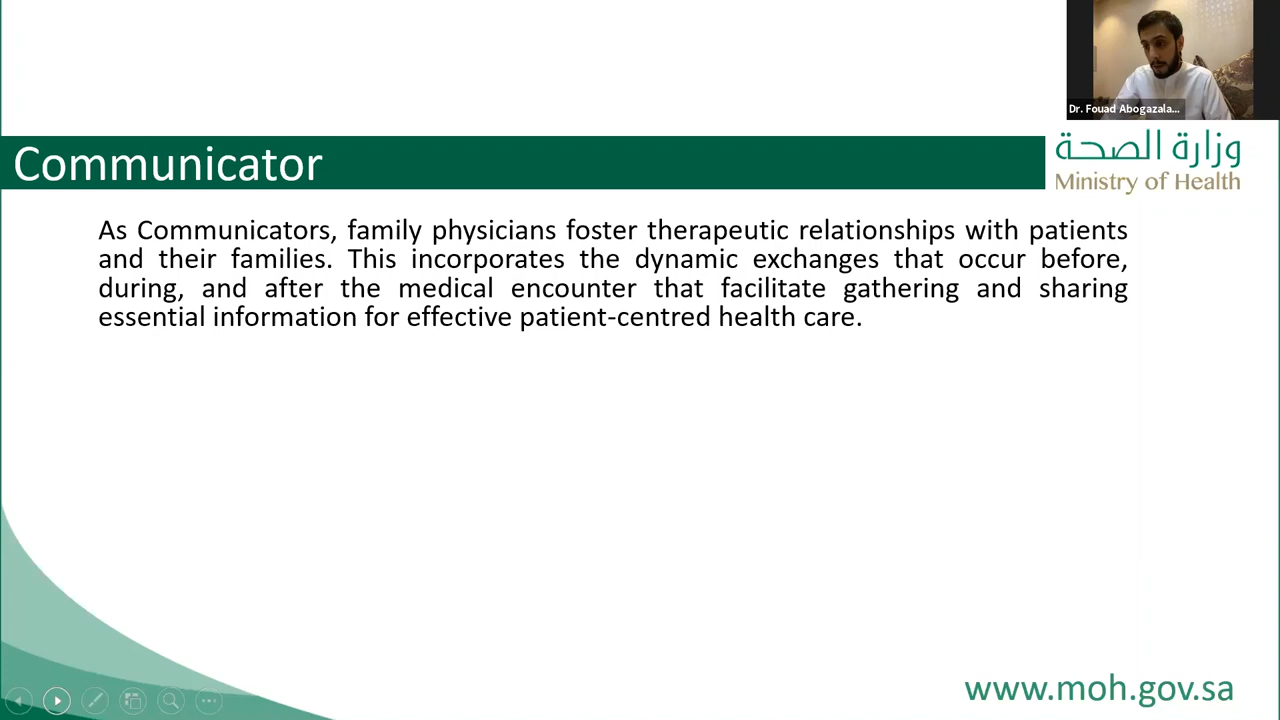 Dr. Fouad Abogazala...
Communicator
وزارة الصحة
Ministry of Health
As Communicators, family physicians foster therapeutic relationships with patients
and their families. This incorporates the dynamic exchanges that occur before,
during, and after the medical encounter that facilitate gathering and sharing
essential information for effective patient-centred health care.
www.moh.gov.sa